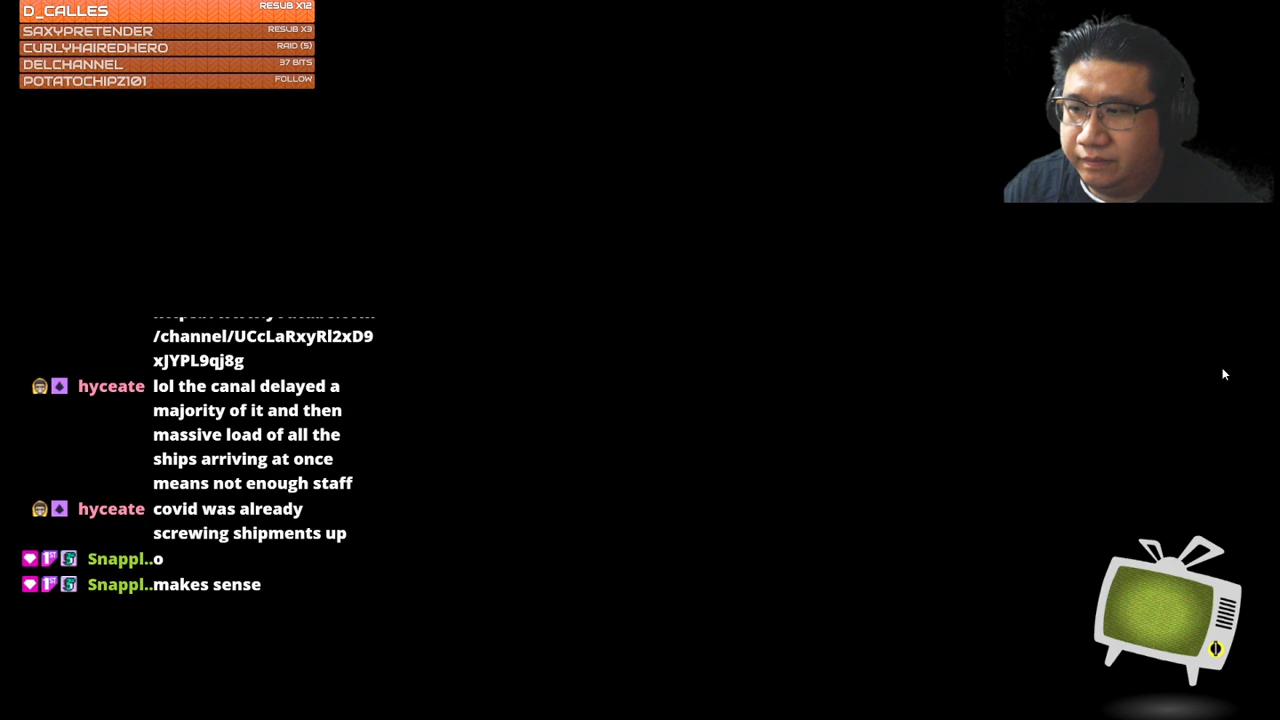 D_CALLES RESUB X12
SAXYPRETENDER RESUB X3
CURLYHAIREDHERO RAID (5)
DELCHANNEL 37 BITS
POTATOCHIPZ101 FOLLOW
/channel/UCcLaRxyRl2xD9
xJYPL9qj8g
hyceate lol the canal delayed a
majority of it and then
massive load of all the
ships arriving at once
means not enough staff
hyceate covid was already
screwing shipments up
Snappl..o
Snappl..makes sense